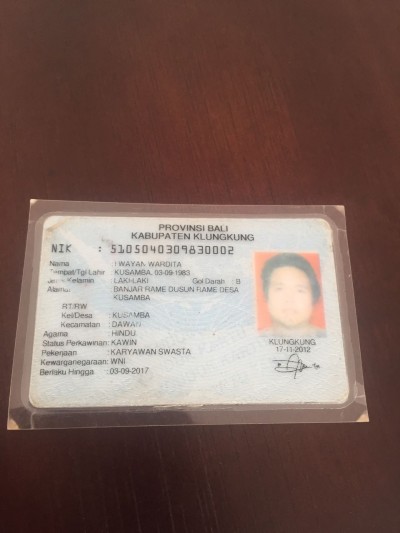 PROVINSI BALI
KABUPATEN KLUNGKUNG
NIK : 5105040309830002
Nama : I WAYAN WARDITA
Tempat/Tgl Lahir : KUSAMBA, 03-09-1983
Jenis Kelamin : LAKI-LAKI Gol Darah : B
Alamat : BANJAR RAME DUSUN RAME DESA
KUSAMBA
RT/RW
Kel/Desa : KUSAMBA
Kecamatan : DAWAN
Agama : HINDU
Status Perkawinan: KAWIN
Pekerjaan : KARYAWAN SWASTA
Kewarganegaraan: WNI
Berlaku Hingga : 03-09-2017
KLUNGKUNG
17-11-2012